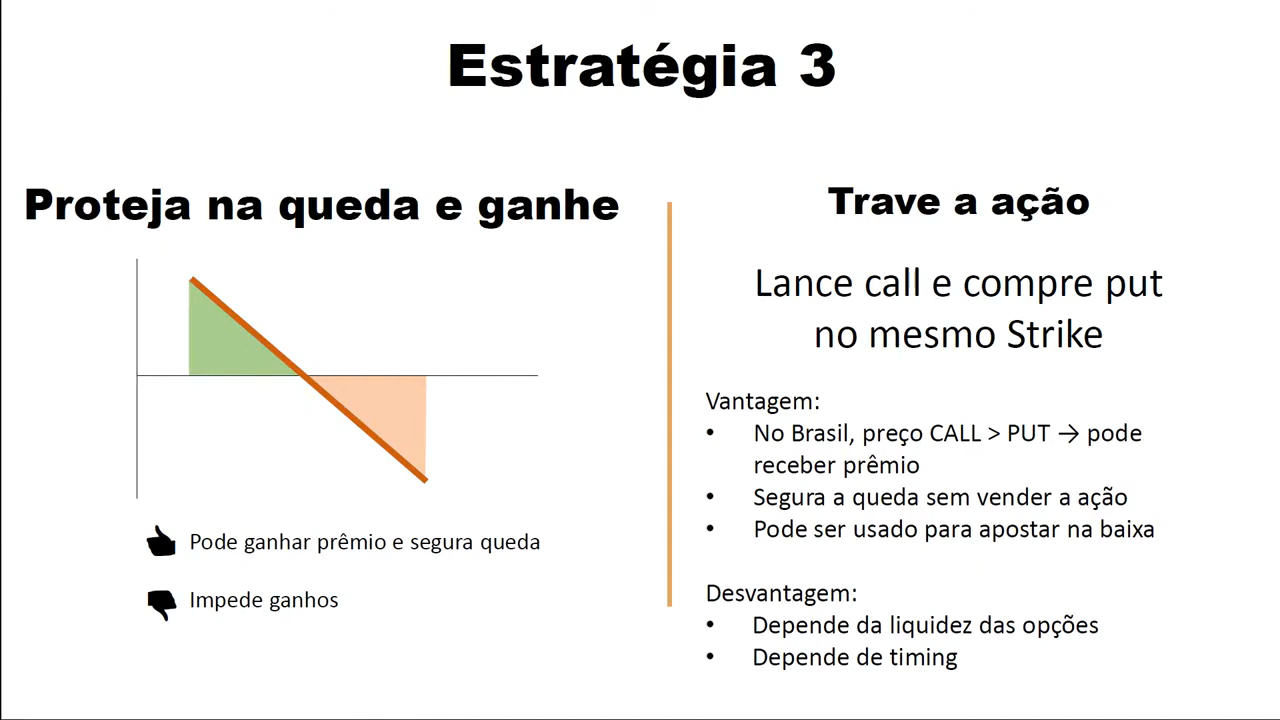 Estratégia 3
Proteja na queda e ganhe
Pode ganhar prêmio e segura queda
Impede ganhos
Trave a ação
Lance call e compre put
no mesmo Strike
Vantagem:
• No Brasil, preço CALL > PUT → pode
receber prêmio
• Segura a queda sem vender a ação
• Pode ser usado para apostar na baixa
Desvantagem:
• Depende da liquidez das opções
• Depende de timing